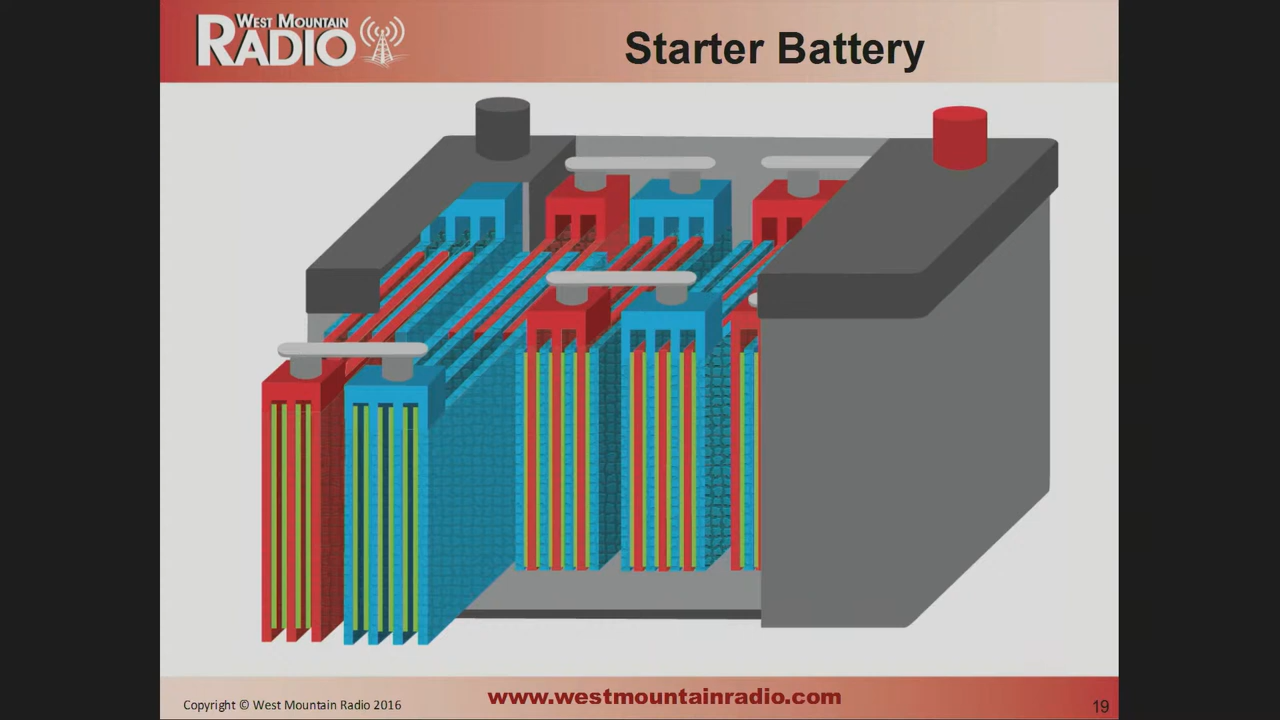 WEST MOUNTAIN
RADIO
Starter Battery
Copyright © West Mountain Radio 2016
www.westmountainradio.com
19